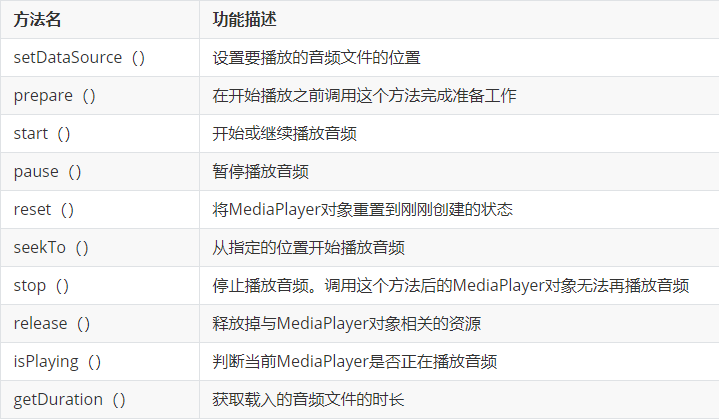 方法名 功能描述
setDataSource（） 设置要播放的音频文件的位置
prepare（） 在开始播放之前调用这个方法完成准备工作
start（） 开始或继续播放音频
pause（） 暂停播放音频
reset（） 将MediaPlayer对象重置到刚刚创建的状态
seekTo（） 从指定的位置开始播放音频
stop（） 停止播放音频。调用这个方法后的MediaPlayer对象无法再播放音频
release（） 释放掉与MediaPlayer对象相关的资源
isPlaying（） 判断当前MediaPlayer是否正在播放音频
getDuration（） 获取载入的音频文件的时长